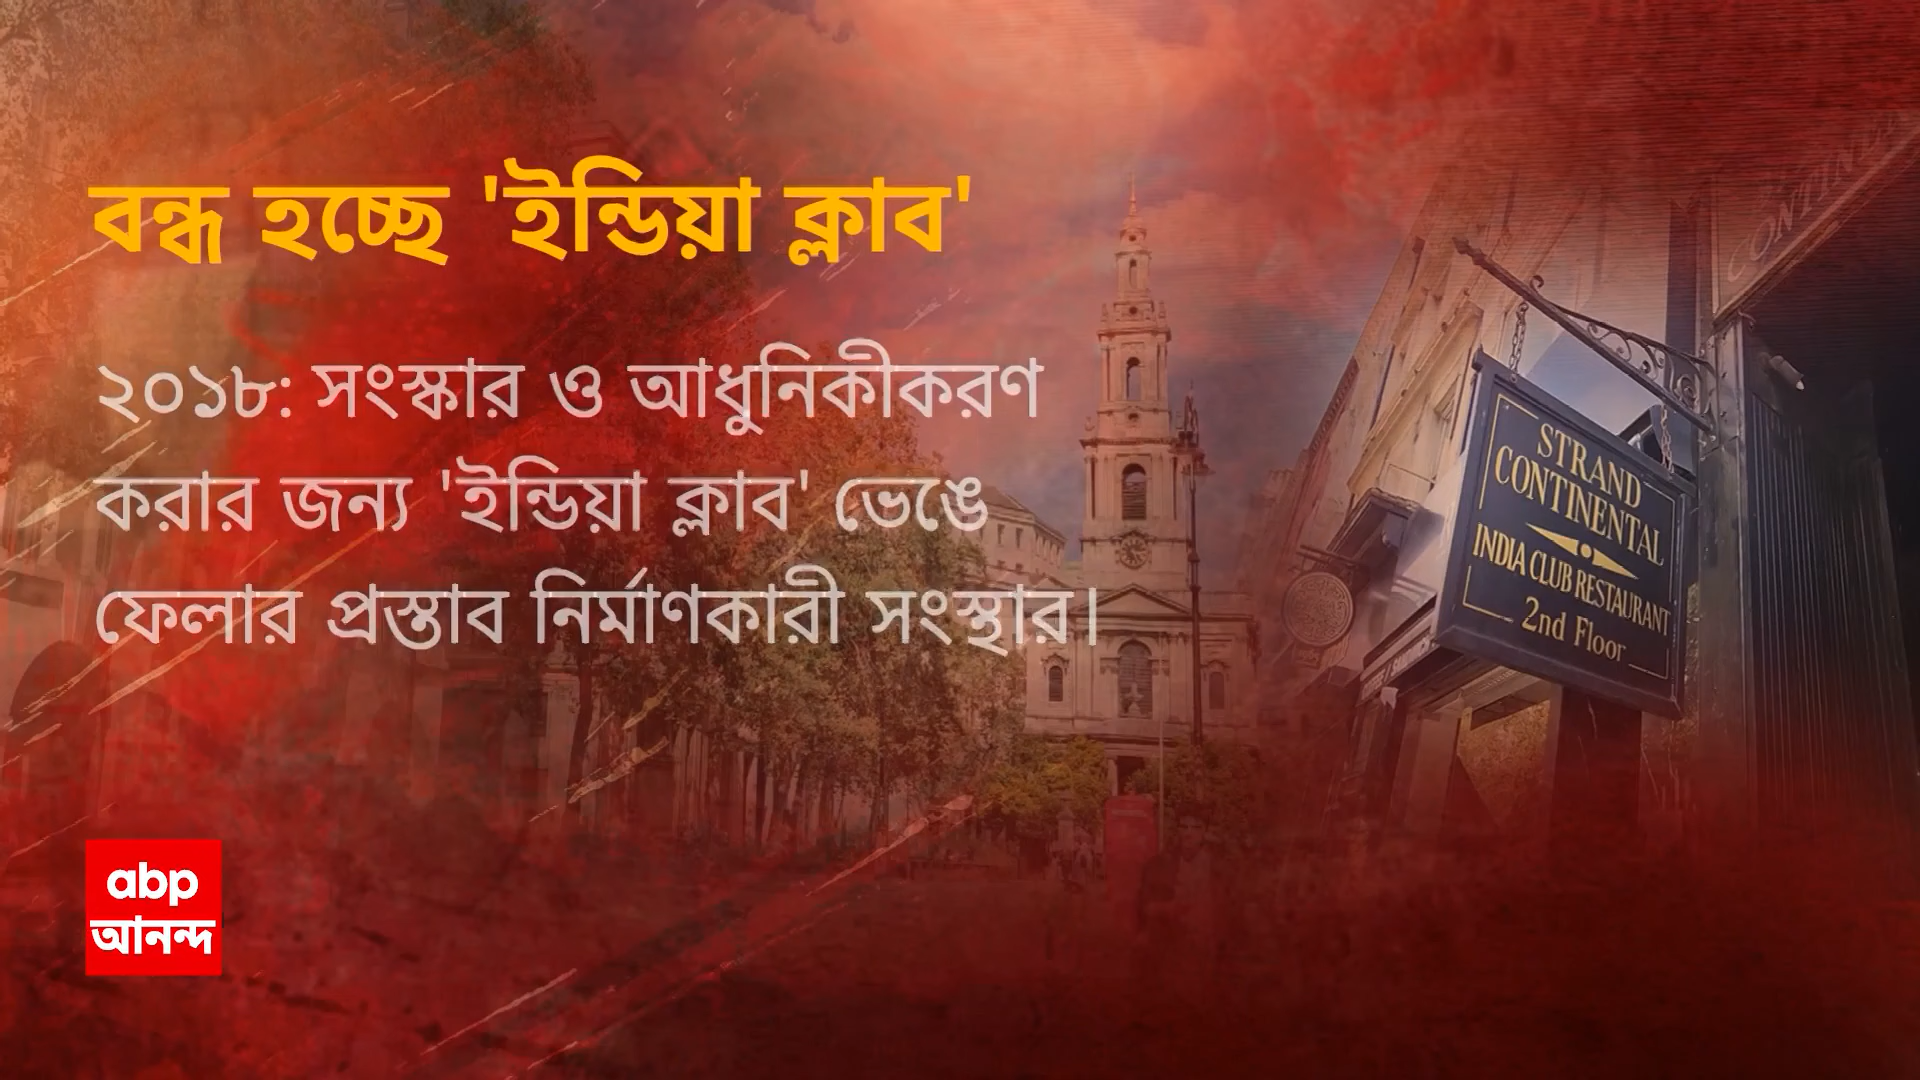 বন্ধ হচ্ছে 'ইন্ডিয়া ক্লাব'
২০১৮: সংস্কার ও আধুনিকীকরণ
করার জন্য 'ইন্ডিয়া ক্লাব' ভেঙে
ফেলার প্রস্তাব নির্মাণকারী সংস্থার।
STRAND
CONTINENTAL
INDIA CLUB RESTAURANT
2nd Floor
abp
আনন্দ